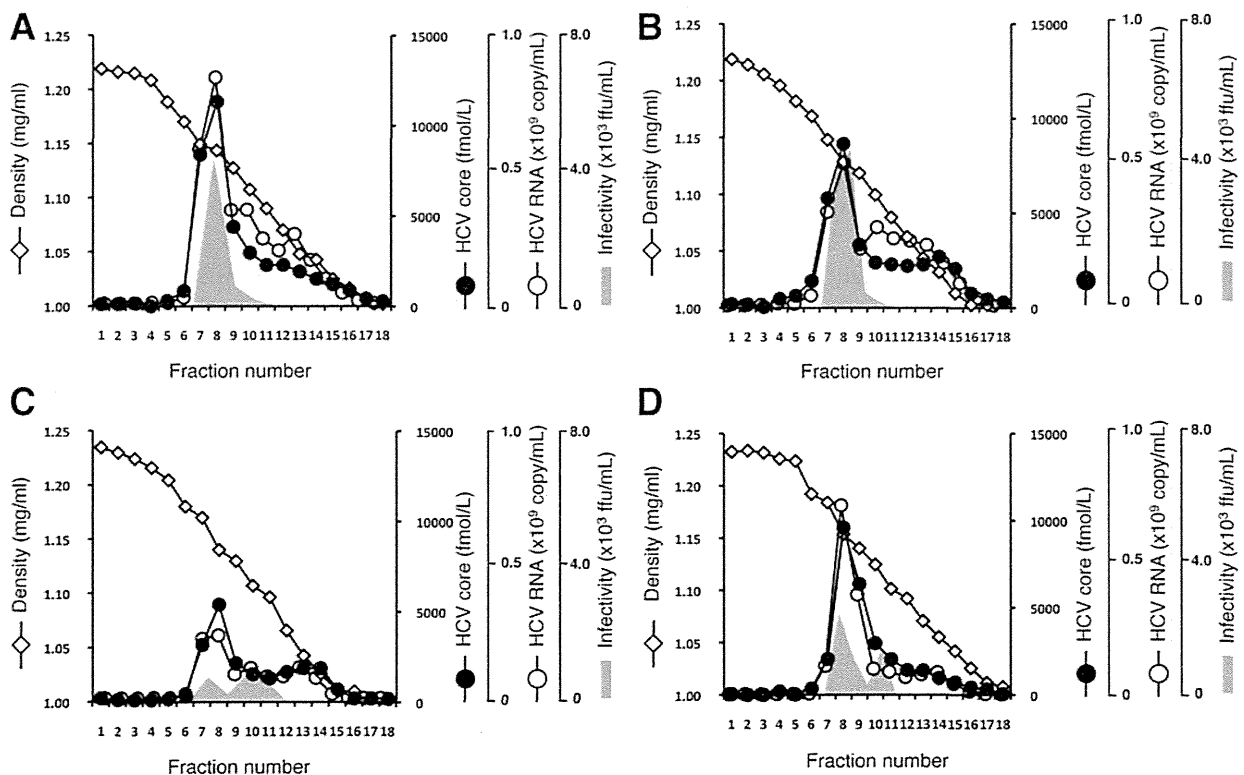 A
1.25
1.20
1.15
1.10
1.05
1.00
Density (mg/ml)
1 2 3 4 5 6 7 8 9 10 11 12 13 14 15 16 17 18
Fraction number
15000
10000
5000
0
HCV core (fmol/L)
1.0
0.5
0
HCV RNA (x10⁹ copy/mL)
8.0
4.0
0
Infectivity (x10³ ffu/mL)
B
1.25
1.20
1.15
1.10
1.05
1.00
Density (mg/ml)
1 2 3 4 5 6 7 8 9 10 11 12 13 14 15 16 17 18
Fraction number
15000
10000
5000
0
HCV core (fmol/L)
1.0
0.5
0
HCV RNA (x10⁹ copy/mL)
8.0
4.0
0
Infectivity (x10³ ffu/mL)
C
1.25
1.20
1.15
1.10
1.05
1.00
Density (mg/ml)
1 2 3 4 5 6 7 8 9 10 11 12 13 14 15 16 17 18
Fraction number
15000
10000
5000
0
HCV core (fmol/L)
1.0
0.5
0
HCV RNA (x10⁹ copy/mL)
8.0
4.0
0
Infectivity (x10³ ffu/mL)
D
1.25
1.20
1.15
1.10
1.05
1.00
Density (mg/ml)
1 2 3 4 5 6 7 8 9 10 11 12 13 14 15 16 17 18
Fraction number
15000
10000
5000
0
HCV core (fmol/L)
1.0
0.5
0
HCV RNA (x10⁹ copy/mL)
8.0
4.0
0
Infectivity (x10³ ffu/mL)